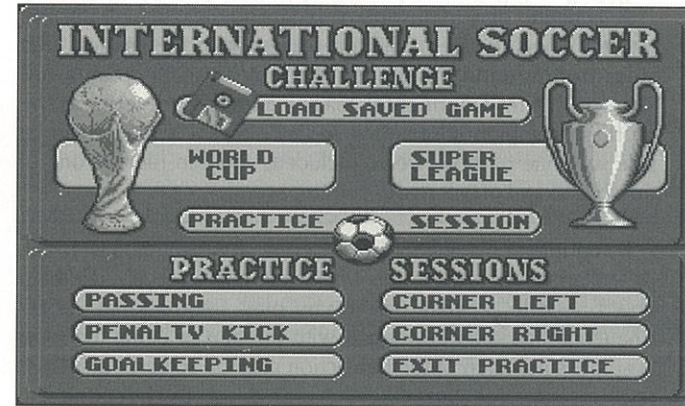 INTERNATIONAL SOCCER
CHALLENGE
LOAD SAVED GAME
WORLD
CUP
SUPER
LEAGUE
PRACTICE SESSION
PRACTICE SESSIONS
PASSING
CORNER LEFT
PENALTY KICK
CORNER RIGHT
GOALKEEPING
EXIT PRACTICE